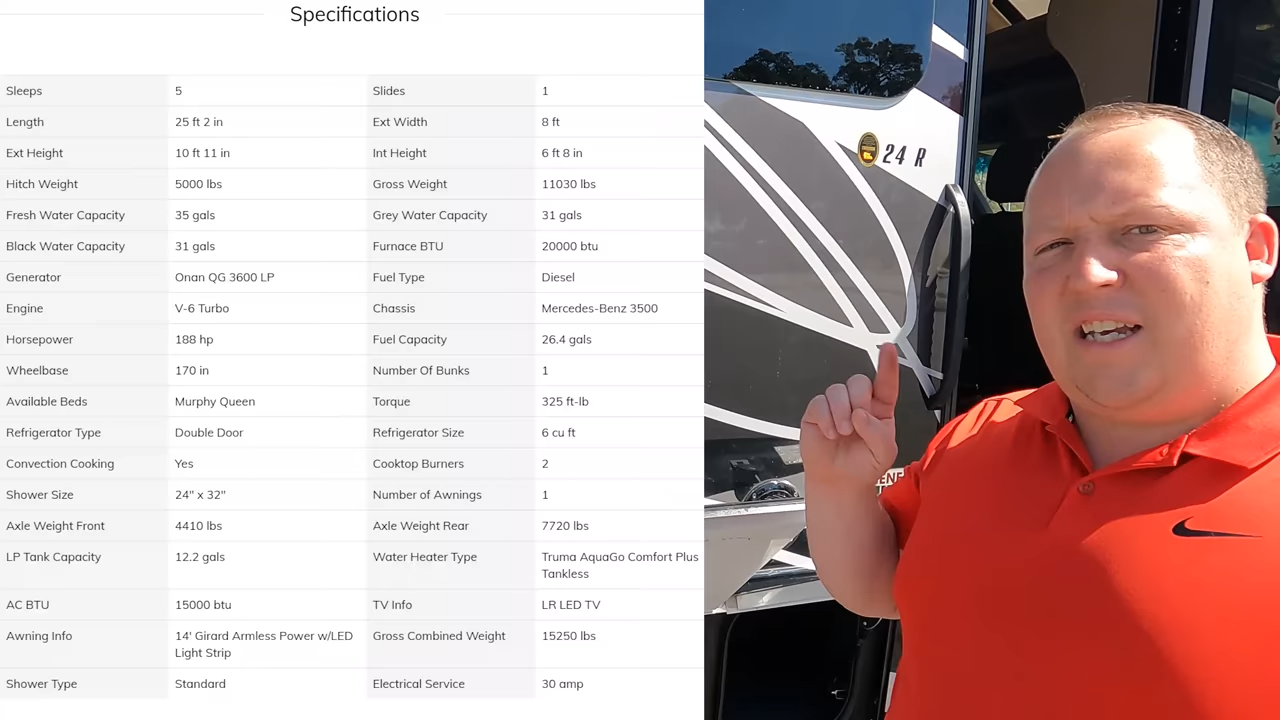 Specifications
Sleeps 5 Slides 1
Length 25 ft 2 in Ext Width 8 ft
Ext Height 10 ft 11 in Int Height 6 ft 8 in
Hitch Weight 5000 lbs Gross Weight 11030 lbs
Fresh Water Capacity 35 gals Grey Water Capacity 31 gals
Black Water Capacity 31 gals Furnace BTU 20000 btu
Generator Onan QG 3600 LP Fuel Type Diesel
Engine V-6 Turbo Chassis Mercedes-Benz 3500
Horsepower 188 hp Fuel Capacity 26.4 gals
Wheelbase 170 in Number Of Bunks 1
Available Beds Murphy Queen Torque 325 ft-lb
Refrigerator Type Double Door Refrigerator Size 6 cu ft
Convection Cooking Yes Cooktop Burners 2
Shower Size 24" x 32" Number of Awnings 1
Axle Weight Front 4410 lbs Axle Weight Rear 7720 lbs
LP Tank Capacity 12.2 gals Water Heater Type Truma AquaGo Comfort Plus
Tankless
AC BTU 15000 btu TV Info LR LED TV
Awning Info 14' Girard Armless Power w/LED Gross Combined Weight 15250 lbs
Light Strip
Shower Type Standard Electrical Service 30 amp
24 R